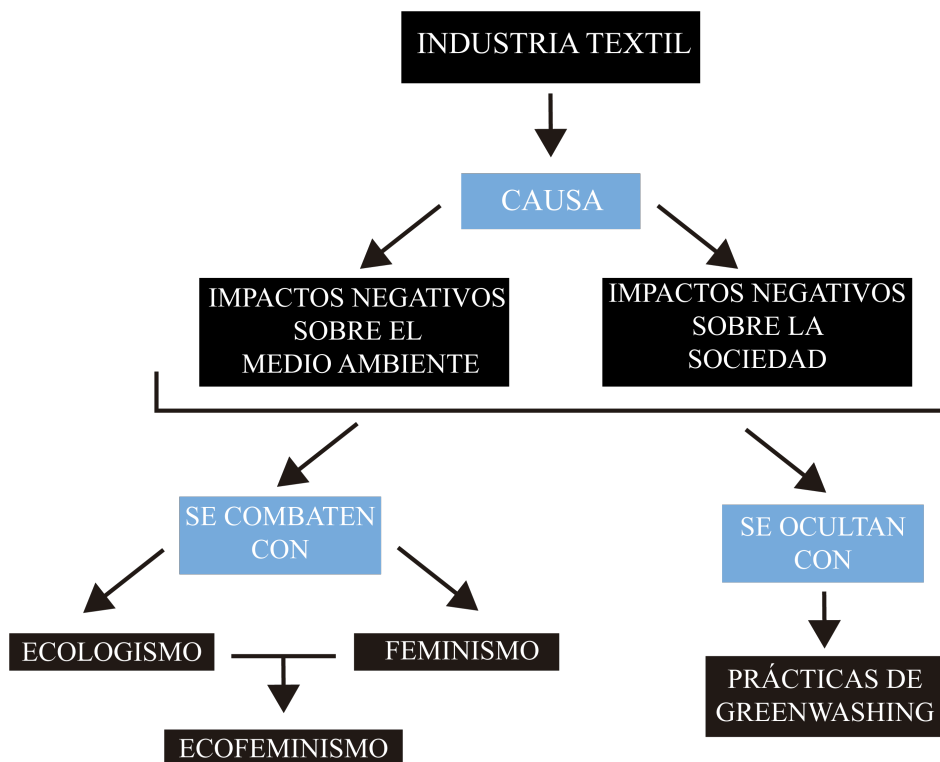 INDUSTRIA TEXTIL
CAUSA
IMPACTOS NEGATIVOS
SOBRE EL
MEDIO AMBIENTE
IMPACTOS NEGATIVOS
SOBRE LA
SOCIEDAD
SE COMBATEN
CON
SE OCULTAN
CON
ECOLOGISMO
FEMINISMO
ECOFEMINISMO
PRÁCTICAS DE
GREENWASHING